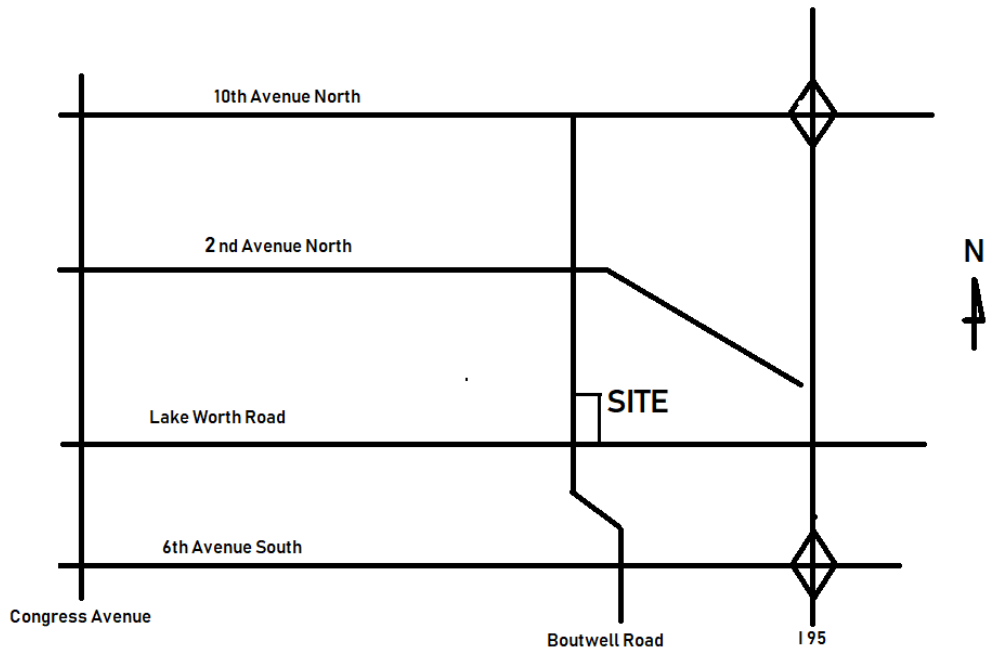 10th Avenue North
2nd Avenue North
N
SITE
Lake Worth Road
6th Avenue South
Congress Avenue
Boutwell Road
I 95